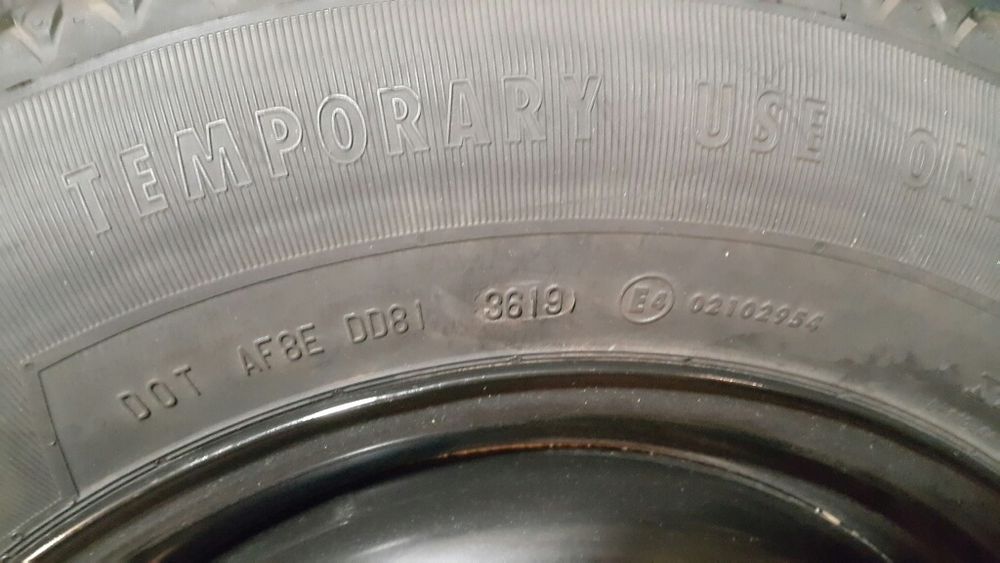 TEMPORARY USE ON
DOT AF8E DD81 3619 E4 02102954